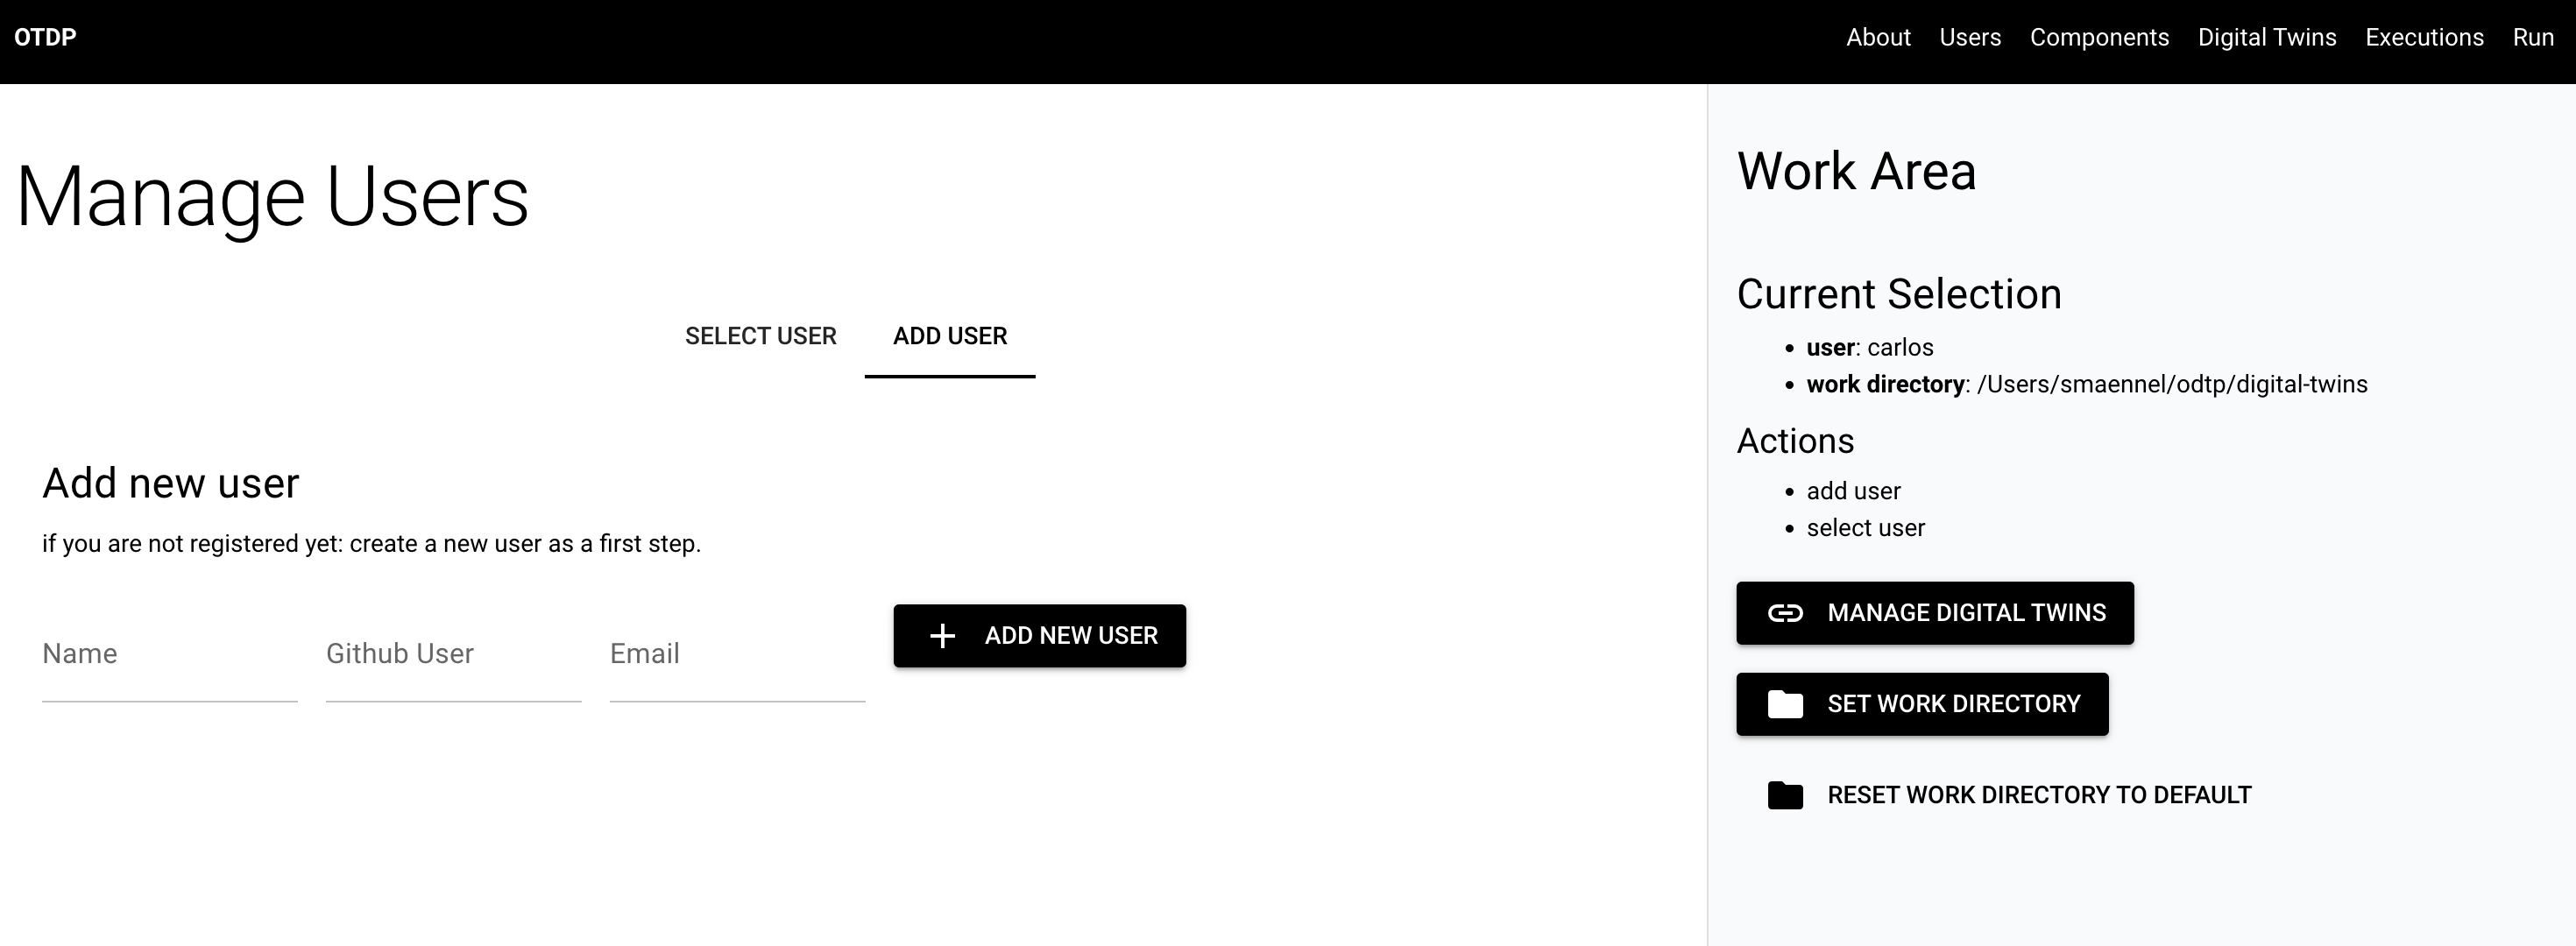 OTDP
About Users Components Digital Twins Executions Run
Manage Users
SELECT USER ADD USER
Add new user
if you are not registered yet: create a new user as a first step.
Name Github User Email ADD NEW USER
Work Area
Current Selection
user: carlos
work directory: /Users/smaennel/odtp/digital-twins
Actions
add user
select user
MANAGE DIGITAL TWINS
SET WORK DIRECTORY
RESET WORK DIRECTORY TO DEFAULT